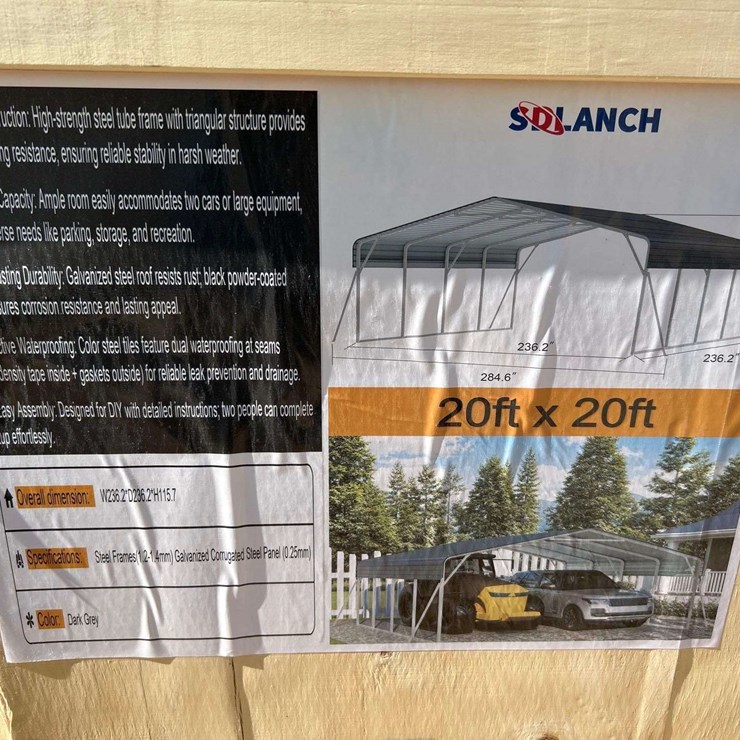 uction: High-strength steel tube frame with triangular structure provides
ng resistance, ensuring reliable stability in harsh weather.
Capacity: Ample room easily accommodates two cars or large equipment,
erse needs like parking, storage, and recreation.
sting Durability: Galvanized steel roof resists rust; black powder-coated
ures corrosion resistance and lasting appeal.
ctive Waterproofing: Color steel tiles feature dual waterproofing at seams
density tape inside + gaskets outside) for reliable leak prevention and drainage.
Easy Assembly: Designed for DIY with detailed instructions; two people can complete
up effortlessly.
Overall dimension: W236.2*D236.2*H115.7
Specifications: Steel Frames(1.2-1.4mm) Galvanized Corrugated Steel Panel (0.25mm)
Color: Dark Grey
SDLANCH
236.2"
236.2"
284.6"
20ft x 20ft